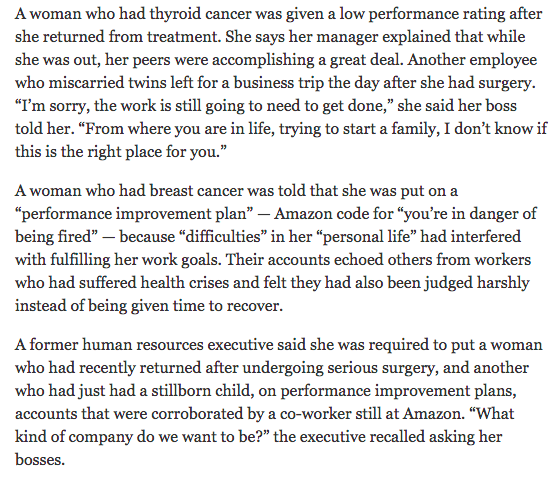 A woman who had thyroid cancer was given a low performance rating after
she returned from treatment. She says her manager explained that while
she was out, her peers were accomplishing a great deal. Another employee
who miscarried twins left for a business trip the day after she had surgery.
“I’m sorry, the work is still going to need to get done,” she said her boss
told her. “From where you are in life, trying to start a family, I don’t know if
this is the right place for you.”
A woman who had breast cancer was told that she was put on a
“performance improvement plan” — Amazon code for “you’re in danger of
being fired” — because “difficulties” in her “personal life” had interfered
with fulfilling her work goals. Their accounts echoed others from workers
who had suffered health crises and felt they had also been judged harshly
instead of being given time to recover.
A former human resources executive said she was required to put a woman
who had recently returned after undergoing serious surgery, and another
who had just had a stillborn child, on performance improvement plans,
accounts that were corroborated by a co-worker still at Amazon. “What
kind of company do we want to be?” the executive recalled asking her
bosses.